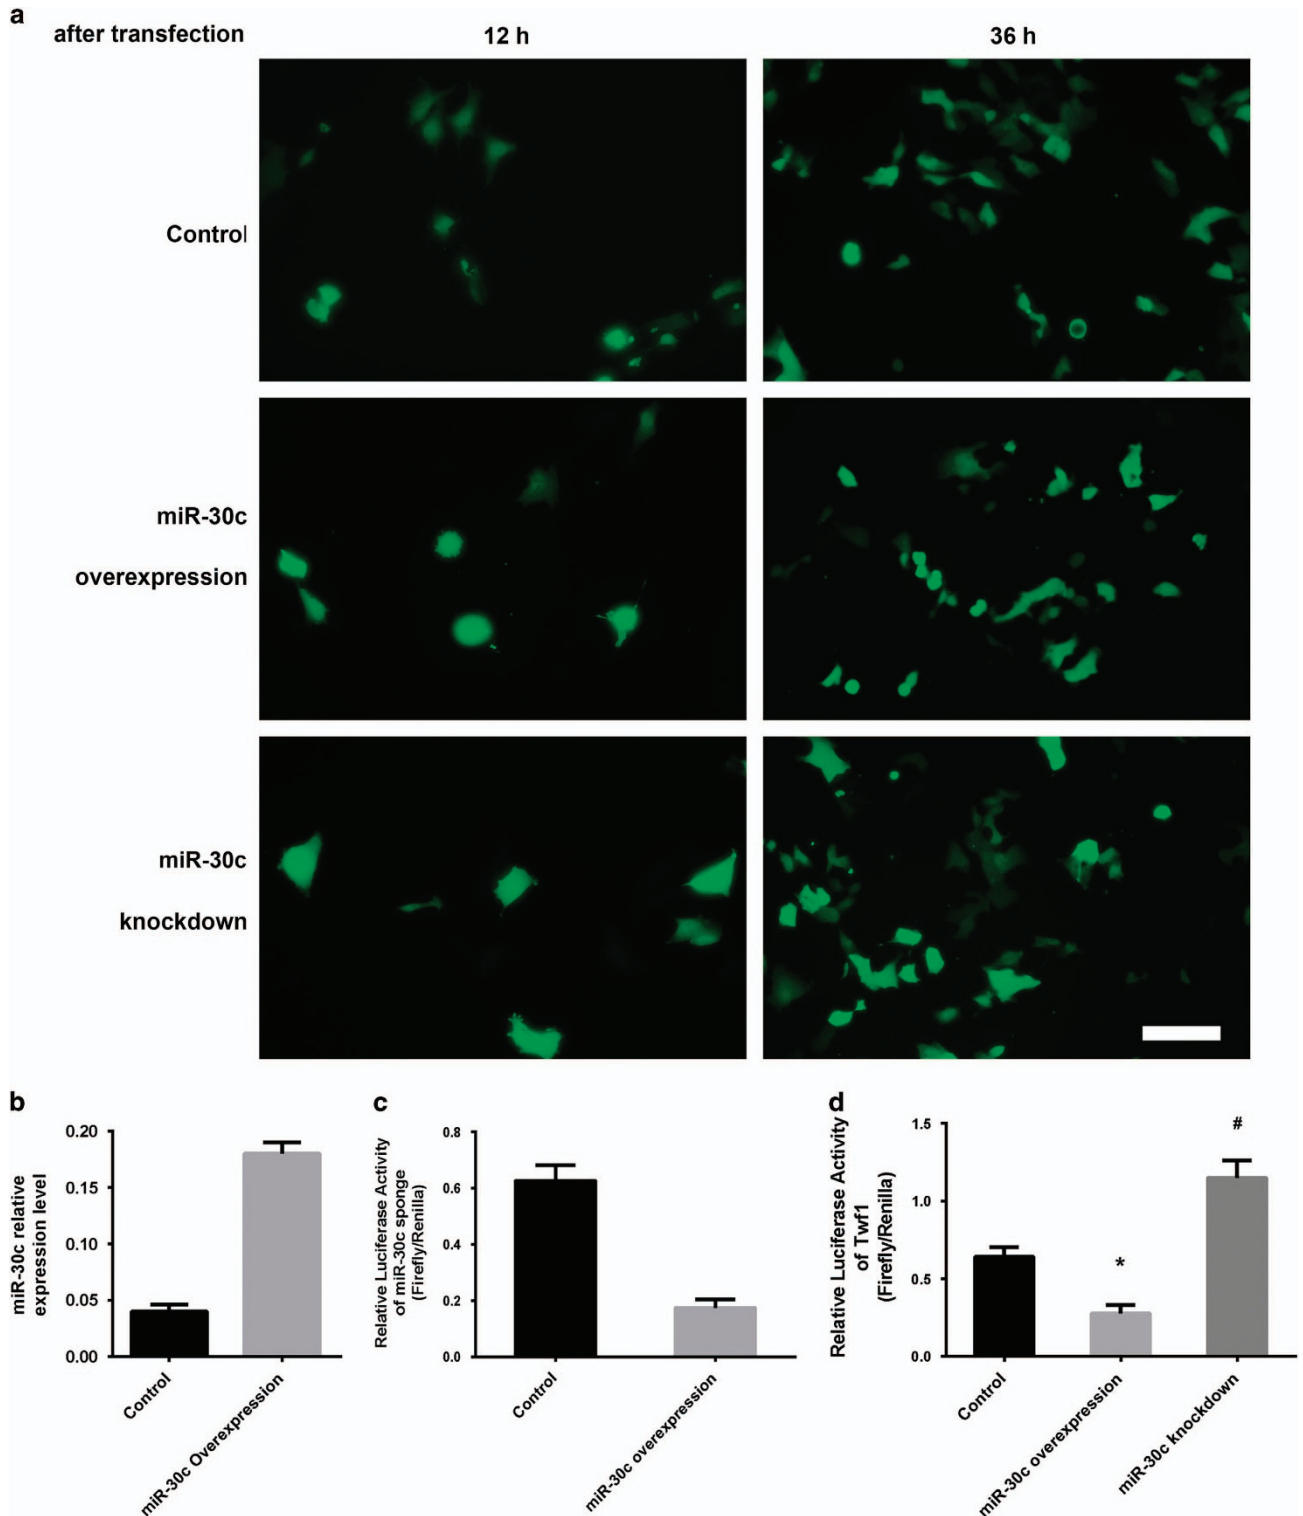 a
after transfection
12 h
36 h
Control
miR-30c
overexpression
miR-30c
knockdown
b
miR-30c relative
expression level
0.20
0.15
0.10
0.05
0.00
Control
miR-30c Overexpression
c
Relative Luciferase Activity
of miR-30c sponge
(Firefly/Renilla)
0.8
0.6
0.4
0.2
0.0
Control
miR-30c overexpression
d
Relative Luciferase Activity
of Twf1
(Firefly/Renilla)
1.5
1.0
0.5
0.0
*
#
Control
miR-30c overexpression
miR-30c knockdown